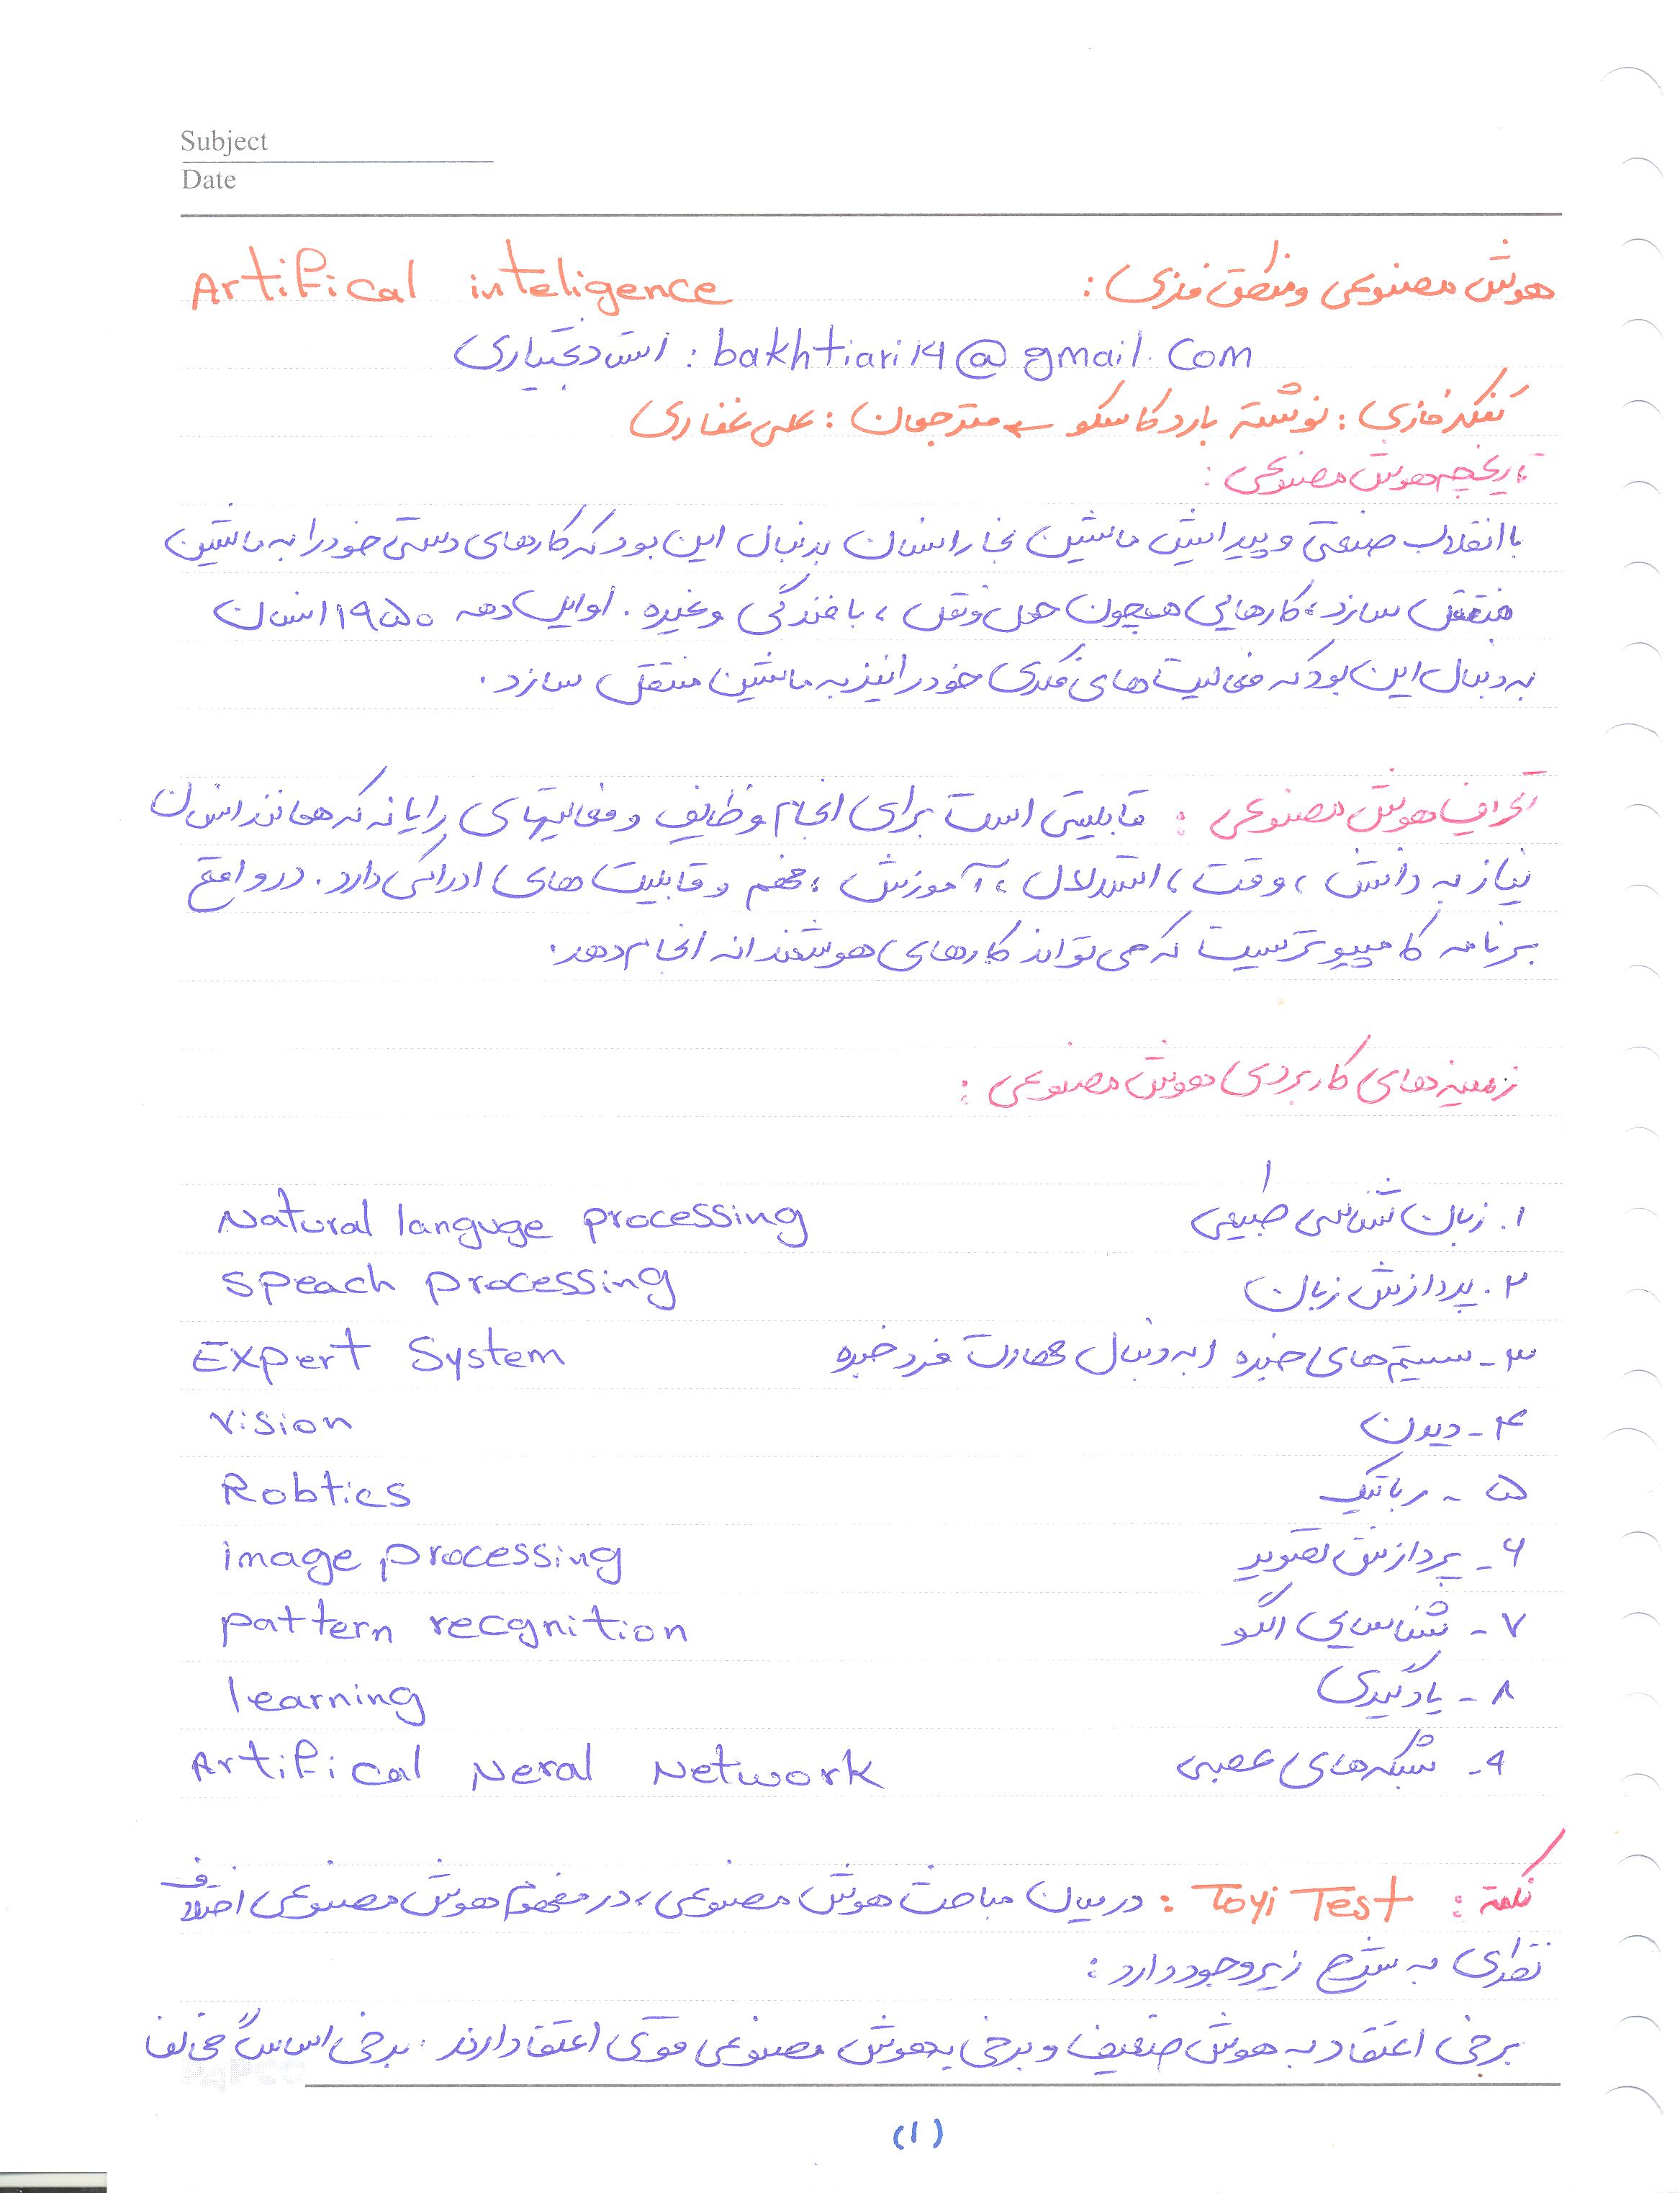 Subject
Date
هوش مصنوعی و منطق فازی : Artifical inteligence
استاد بختیاری : bakhtiari14@gmail.com
تفکر فازی : نوشته بارد کاسکو مترجمان : علی غفاری
تاریخچه هوش مصنوعی :
با انقلاب صنعتی و پیدایش ماشین بخار انسان بدنبال این بود که کارهای دستی خود را به ماشین
منتقل سازد، کارهایی همچون حمل و نقل ، بافندگی و غیره . اوایل دهه ۱۹۵۰ انسان
به دنبال این بود که فعالیت های فکری خود را نیز به ماشین منتقل سازد .
تعریف هوش مصنوعی : قابلیتی است برای انجام وظایف و فعالیتهای رایانه که همانند انسان
نیاز به دانش ، وقت ، استدلال ، آموزش ، فهم و قابلیت های ادراکی دارد . در واقع
برنامه کامپیوتریست که می تواند کارهای هوشمندانه انجام دهد .
زمینه های کاربردی هوش مصنوعی :
۱. زبان شناسی طبیعی Natural languge processing
۲. پردازش زبان Speach processing
۳- سیستم های خبره ( به دنبال مهارت فرد خبره Expert System
۴- دیدن Vision
۵ - رباتیک Robtics
۶- پردازش تصویر image processing
۷- شناسایی الگو pattern recgnition
۸- یادگیری learning
۹- شبکه های عصبی Artifical Neral Network
نکته : Toyi Test : در میان مباحث هوش مصنوعی ، در مفهوم هوش مصنوعی اختلاف
نظرای به شرح زیر وجود دارد :
برخی اعتقاد به هوش ضعیف و برخی به هوش مصنوعی قوی اعتقاد دارند . برخی اساساً مخالف
(۱)